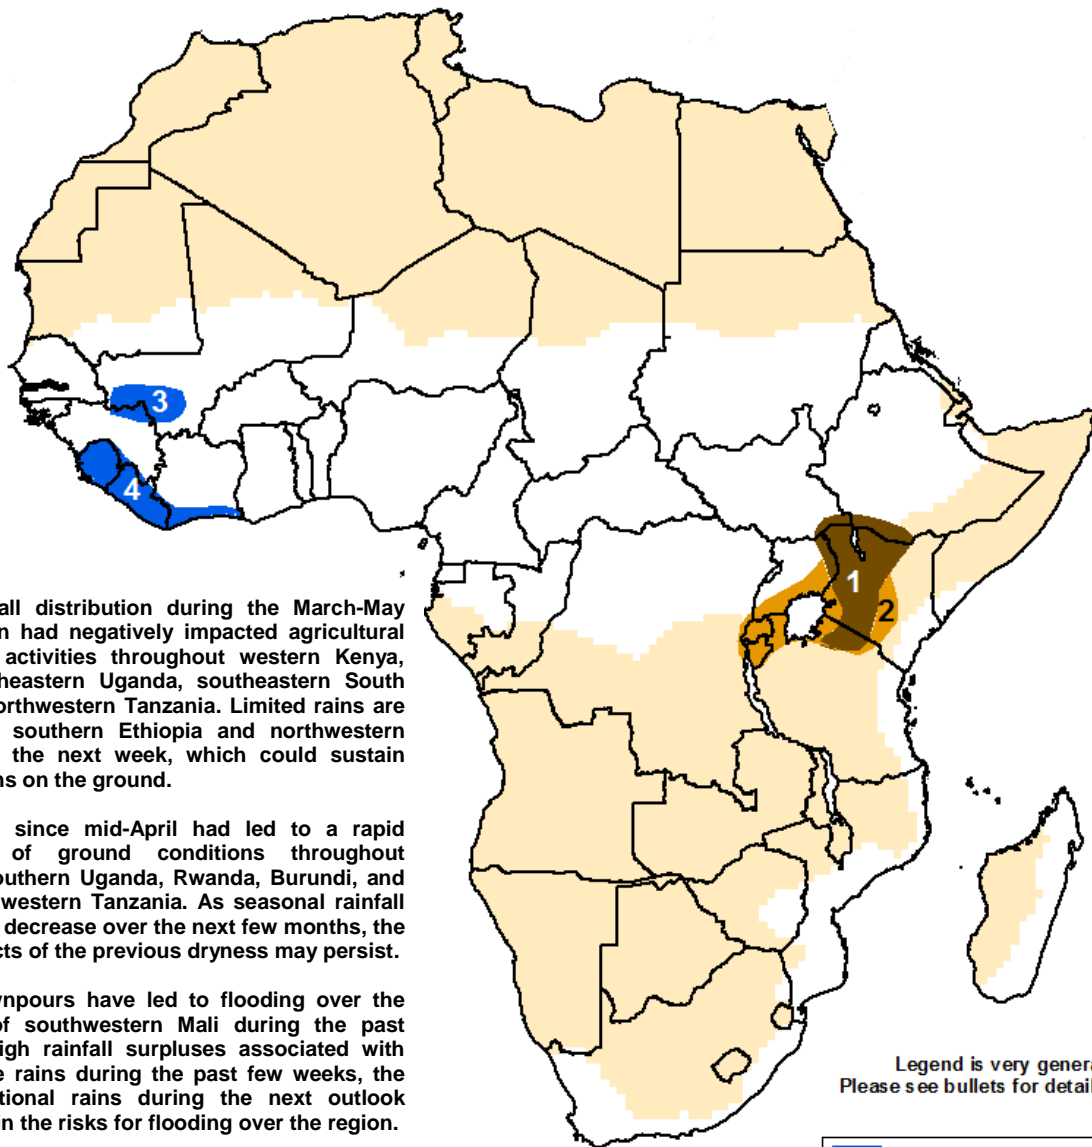 3
4
1
2
all distribution during the March-May
n had negatively impacted agricultural
activities throughout western Kenya,
heastern Uganda, southeastern South
orthwestern Tanzania. Limited rains are
southern Ethiopia and northwestern
the next week, which could sustain
ns on the ground.
since mid-April had led to a rapid
of ground conditions throughout
outhern Uganda, Rwanda, Burundi, and
hwestern Tanzania. As seasonal rainfall
decrease over the next few months, the
cts of the previous dryness may persist.
wnpours have led to flooding over the
of southwestern Mali during the past
igh rainfall surpluses associated with
e rains during the past few weeks, the
tional rains during the next outlook
in the risks for flooding over the region.
Legend is very genera
Please see bullets for detail